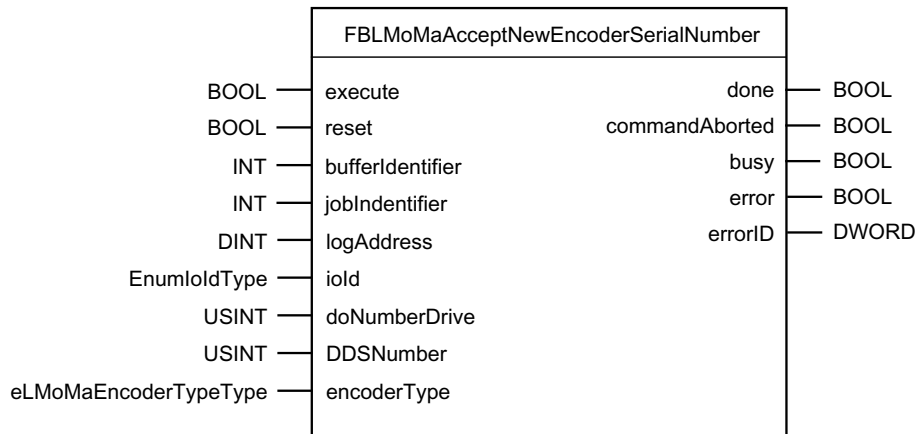 FBLMoMaAcceptNewEncoderSerialNumber
BOOL execute done BOOL
BOOL reset commandAborted BOOL
INT bufferIdentifier busy BOOL
INT jobIndentifier error BOOL
DINT logAddress errorID DWORD
EnumIoIdType ioId
USINT doNumberDrive
USINT DDSNumber
eLMoMaEncoderTypeType encoderType